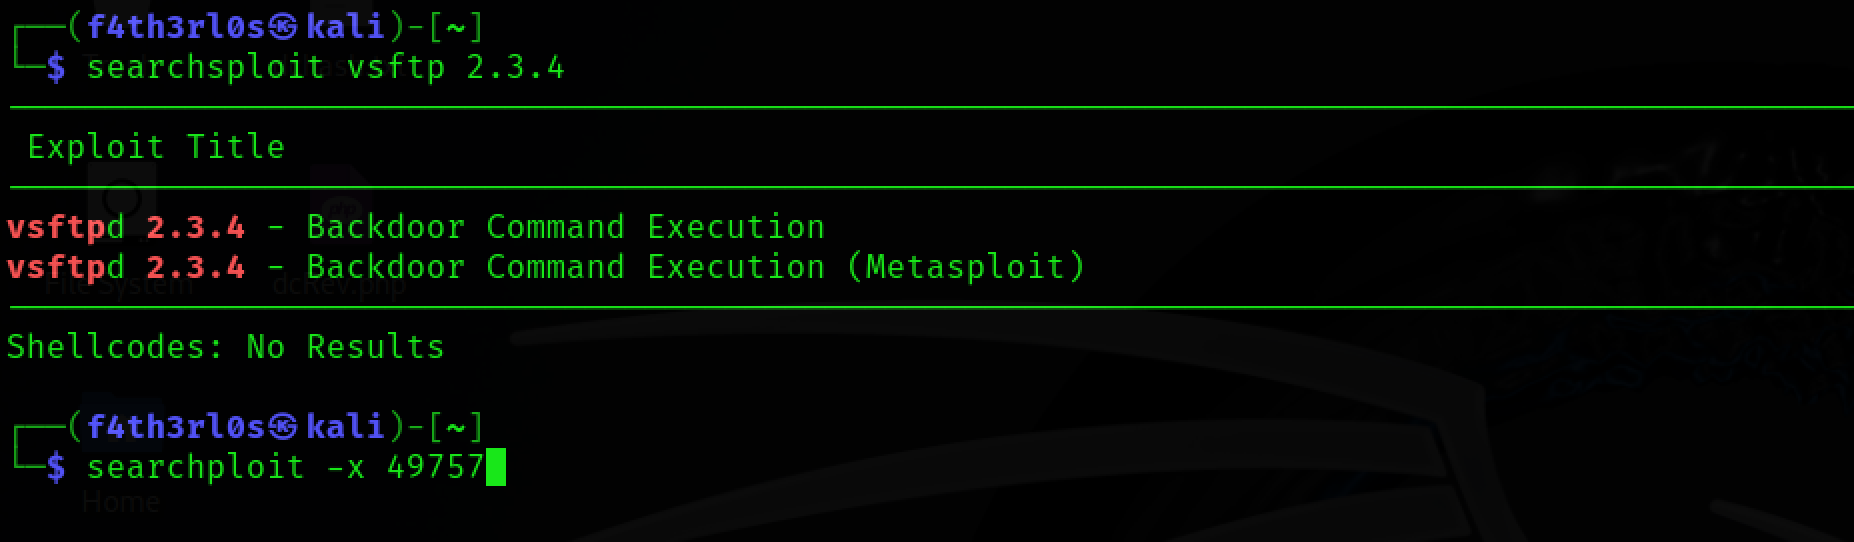 ┌──(f4th3rl0s㉿kali)-[~]
└─$ searchsploit vsftp 2.3.4
Exploit Title
vsftpd 2.3.4 - Backdoor Command Execution
vsftpd 2.3.4 - Backdoor Command Execution (Metasploit)
File System
dcRev.php
Shellcodes: No Results
┌──(f4th3rl0s㉿kali)-[~]
└─$ searchploit -x 49757
Home